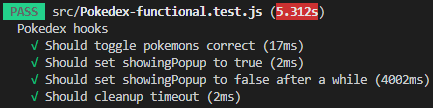 PASS src/Pokedex-functional.test.js (5.312s)
Pokedex hooks
√ Should toggle pokemons correct (17ms)
√ Should set showingPopup to true (2ms)
√ Should set showingPopup to false after a while (4002ms)
√ Should cleanup timeout (2ms)